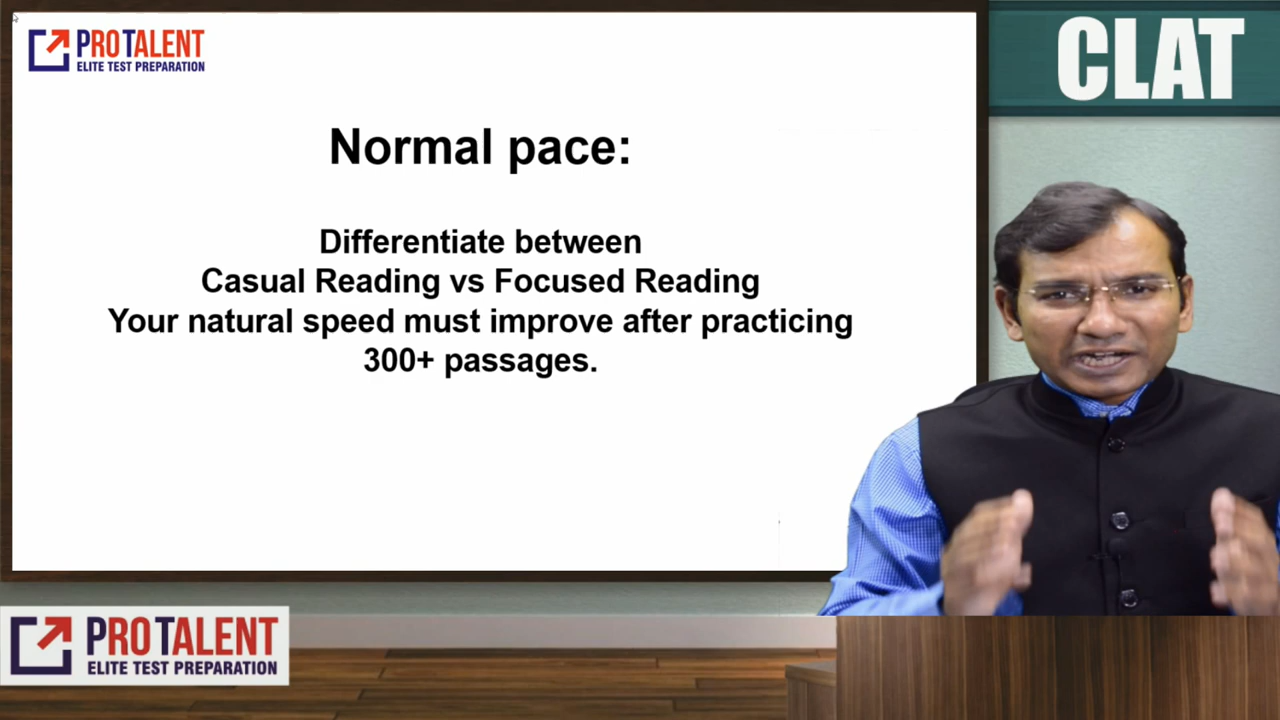 PROTALENT
ELITE TEST PREPARATION
CLAT
Normal pace:
Differentiate between
Casual Reading vs Focused Reading
Your natural speed must improve after practicing
300+ passages.
PROTALENT
ELITE TEST PREPARATION